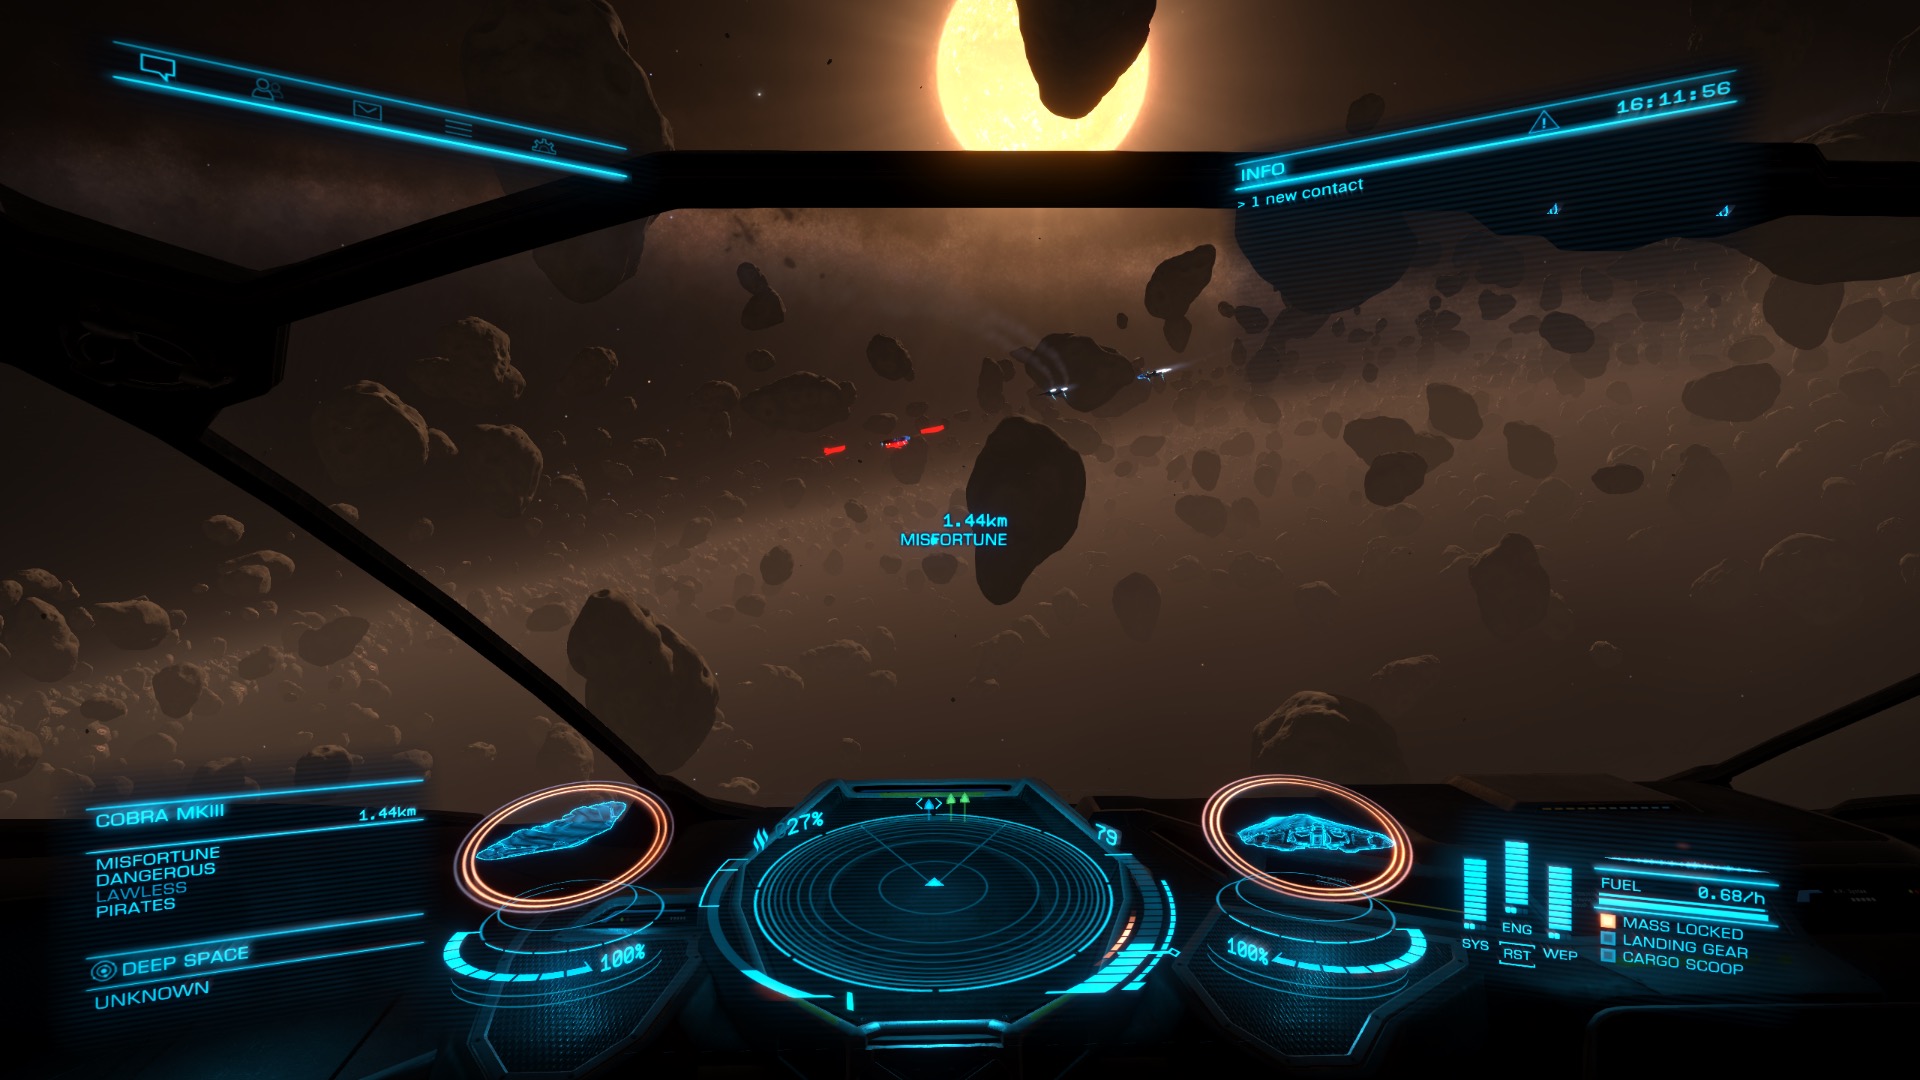 16:11:56
INFO
> 1 new contact
1.44km
MISFORTUNE
COBRA MKIII
1.44km
MISFORTUNE
DANGEROUS
LAWLESS
PIRATES
DEEP SPACE
UNKNOWN
100%
27%
79
100%
SYS
ENG
RST
WEP
FUEL
0.68/h
MASS LOCKED
LANDING GEAR
CARGO SCOOP